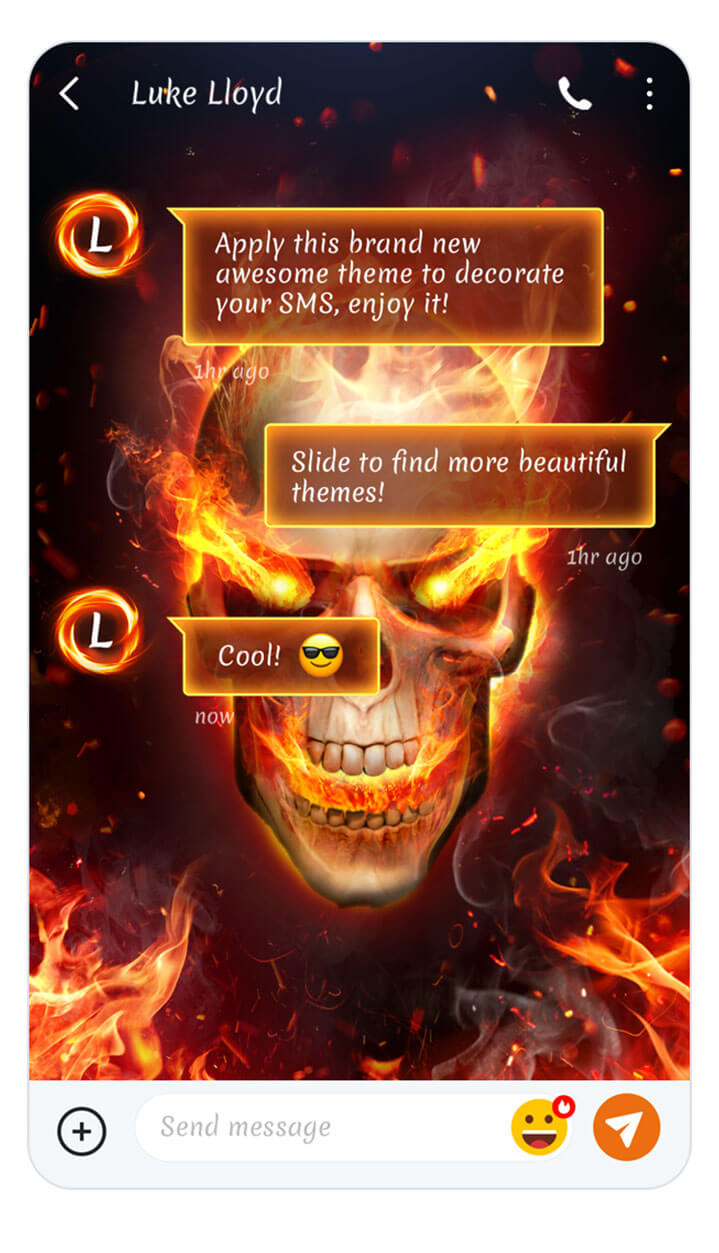 Luke Lloyd
L
Apply this brand new
awesome theme to decorate
your SMS, enjoy it!
1hr ago
Slide to find more beautiful
themes!
1hr ago
L
Cool! 😎
now
Send message